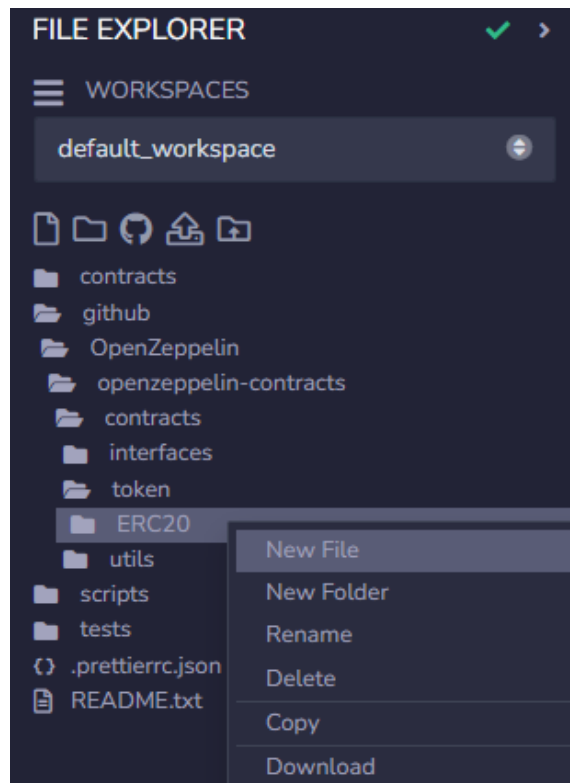 FILE EXPLORER
WORKSPACES
default_workspace
contracts
github
OpenZeppelin
openzeppelin-contracts
contracts
interfaces
token
ERC20
New File
utils
New Folder
scripts
Rename
tests
.prettierrc.json
Delete
README.txt
Copy
Download